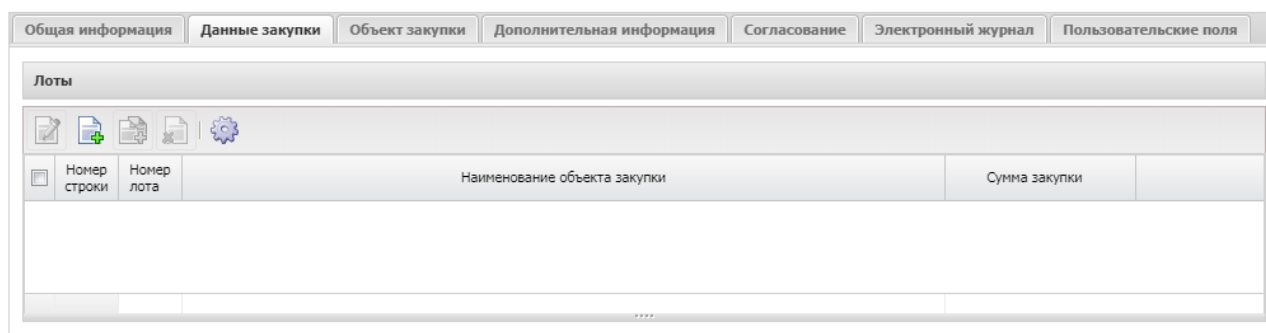 Общая информация Данные закупки Объект закупки Дополнительная информация Согласование Электронный журнал Пользовательские поля
Лоты
Номер строки Номер лота Наименование объекта закупки Сумма закупки